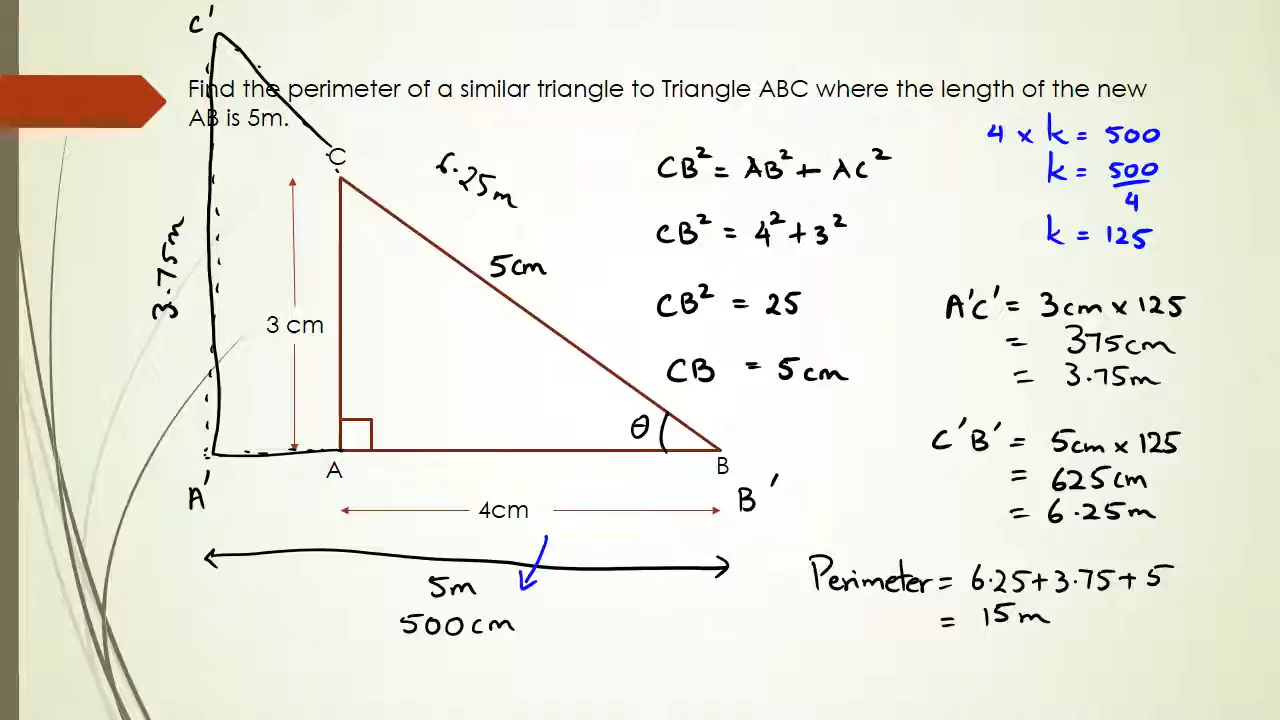 C'
Find the perimeter of a similar triangle to Triangle ABC where the length of the new
AB is 5m.
4 × k = 500
k = 500/4
k = 125
C
6.25m
3.75m
3 cm
5cm
θ
A
B
A'
B'
4cm
5m
500cm
CB² = AB² + AC²
CB² = 4² + 3²
CB² = 25
CB = 5cm
A'C' = 3cm × 125
= 375cm
= 3.75m
C'B' = 5cm × 125
= 625cm
= 6.25m
Perimeter = 6.25 + 3.75 + 5
= 15m